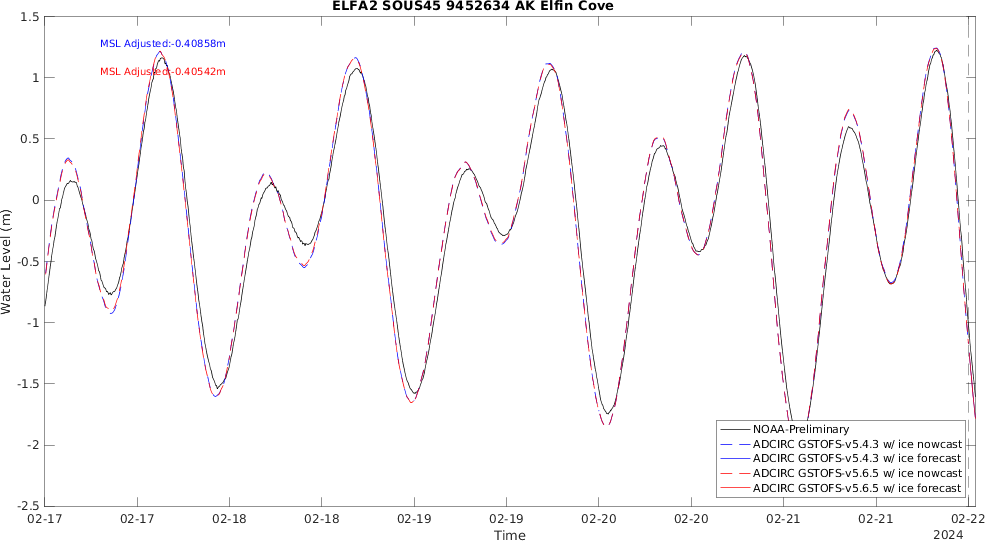 ELFA2 SOUS45 9452634 AK Elfin Cove
1.5
1
0.5
0
-0.5
-1
-1.5
-2
-2.5
Water Level (m)
MSL Adjusted:-0.40858m
MSL Adjusted:-0.40542m
NOAA-Preliminary
ADCIRC GSTOFS-v5.4.3 w/ ice nowcast
ADCIRC GSTOFS-v5.4.3 w/ ice forecast
ADCIRC GSTOFS-v5.6.5 w/ ice nowcast
ADCIRC GSTOFS-v5.6.5 w/ ice forecast
02-17 02-17 02-18 02-18 02-19 02-19 02-20 02-20 02-21 02-21 02-22
Time
2024